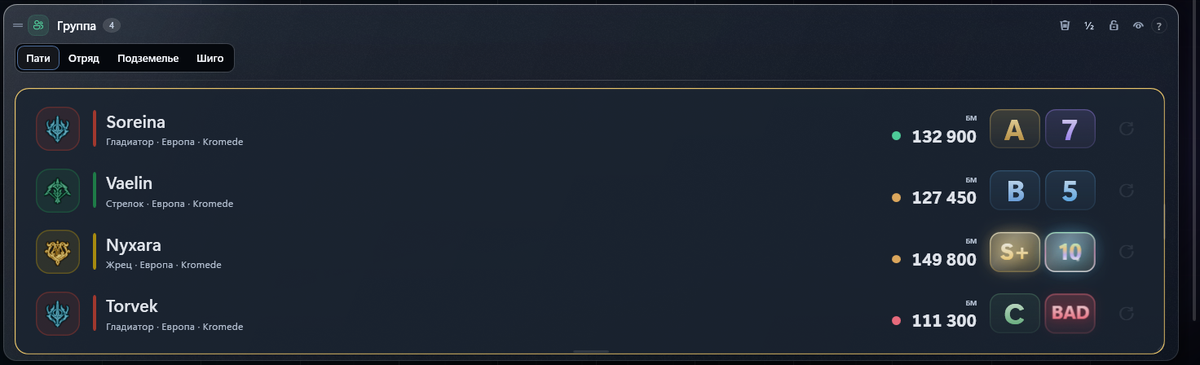 Группа 4
½ ?
Пати Отряд Подземелье Шиго
Soreina
Гладиатор · Европа · Kromede
БМ
132 900
A 7
Vaelin
Стрелок · Европа · Kromede
БМ
127 450
B 5
Nyxara
Жрец · Европа · Kromede
БМ
149 800
S+ 10
Torvek
Гладиатор · Европа · Kromede
БМ
111 300
C BAD